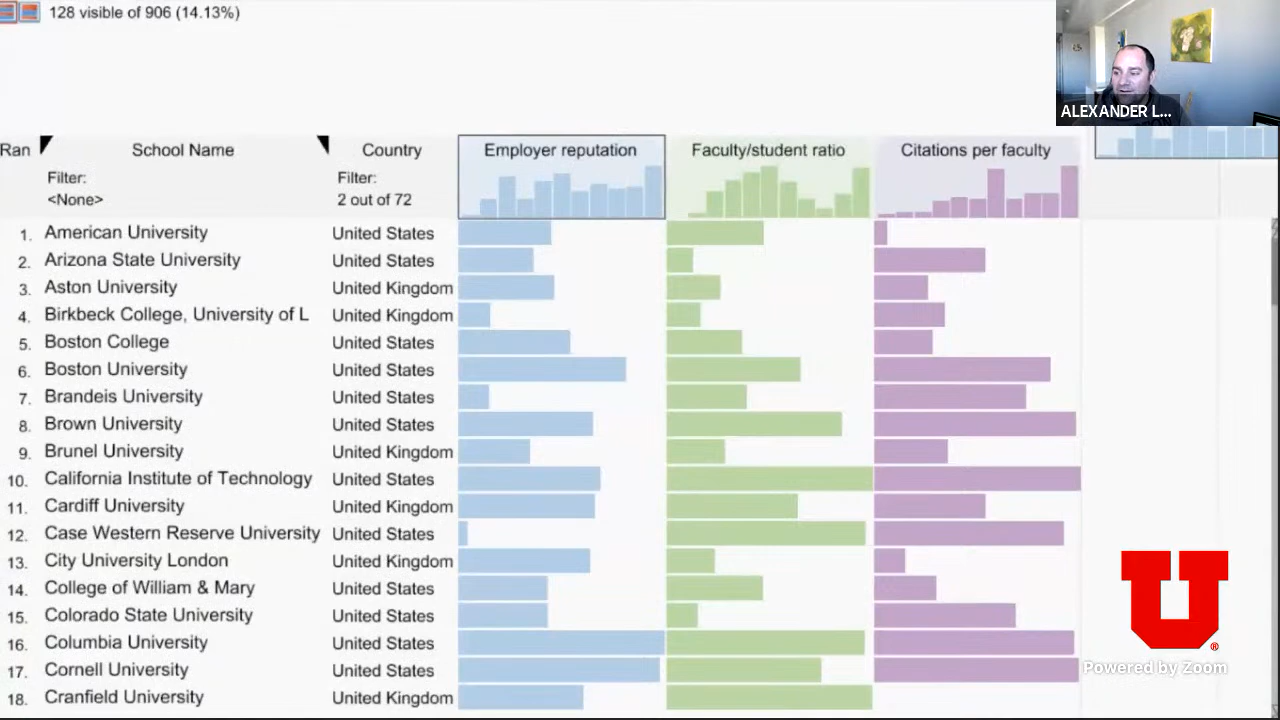 128 visible of 906 (14.13%)
ALEXANDER L...
Ran School Name Country Employer reputation Faculty/student ratio Citations per faculty
Filter: Filter:
<None> 2 out of 72
1. American University United States
2. Arizona State University United States
3. Aston University United Kingdom
4. Birkbeck College, University of L United Kingdom
5. Boston College United States
6. Boston University United States
7. Brandeis University United States
8. Brown University United States
9. Brunel University United Kingdom
10. California Institute of Technology United States
11. Cardiff University United Kingdom
12. Case Western Reserve University United States
13. City University London United Kingdom
14. College of William & Mary United States
15. Colorado State University United States
16. Columbia University United States
17. Cornell University United States
18. Cranfield University United Kingdom
U®
Powered by Zoom